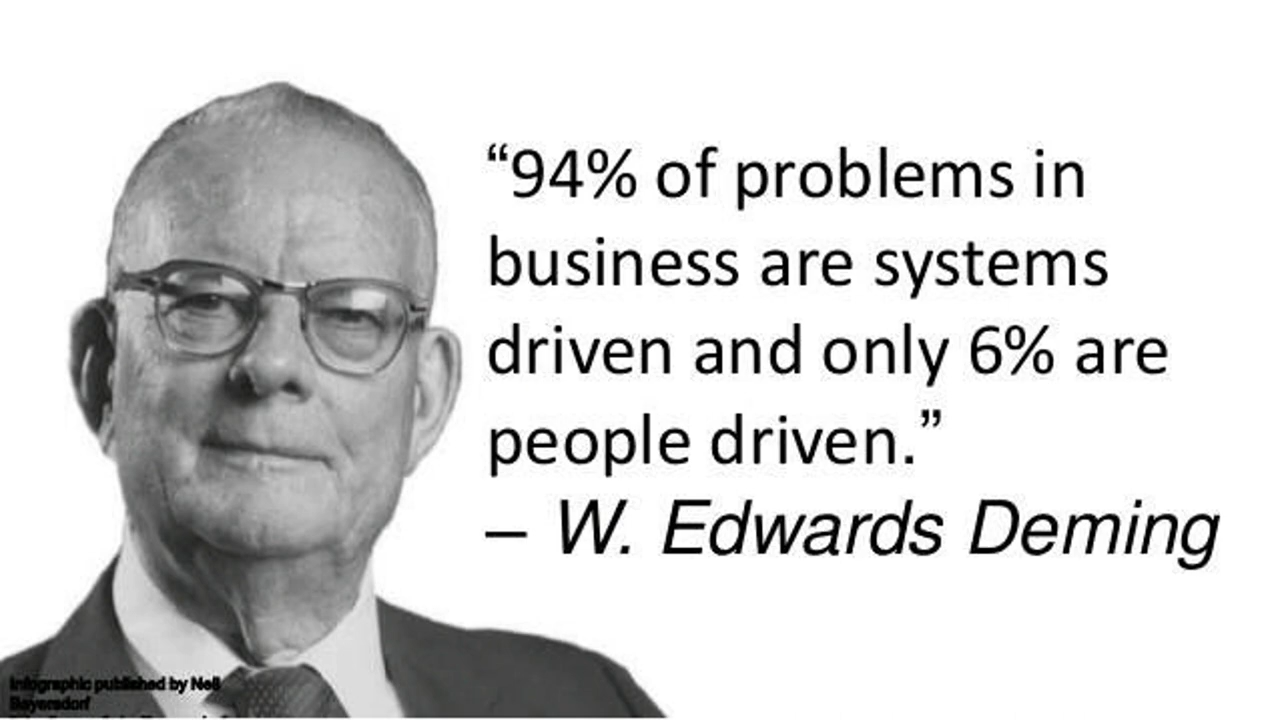 “94% of problems in
business are systems
driven and only 6% are
people driven.”
– W. Edwards Deming
Infographic published by Neil
Bayersdorf